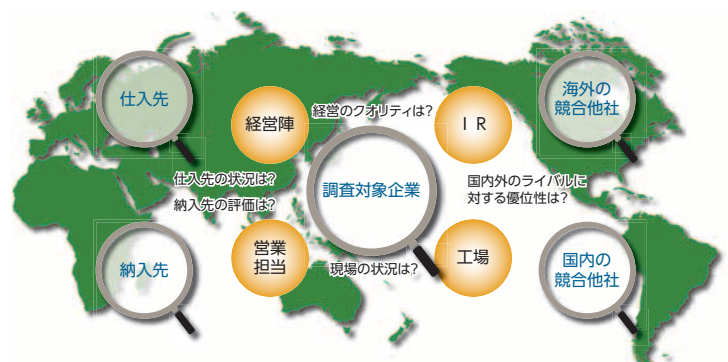 仕入先
経営陣
経営のクオリティは?
IR
海外の
競合他社
仕入先の状況は?
納入先の評価は?
調査対象企業
国内外のライバルに
対する優位性は?
納入先
営業
担当
現場の状況は?
工場
国内の
競合他社